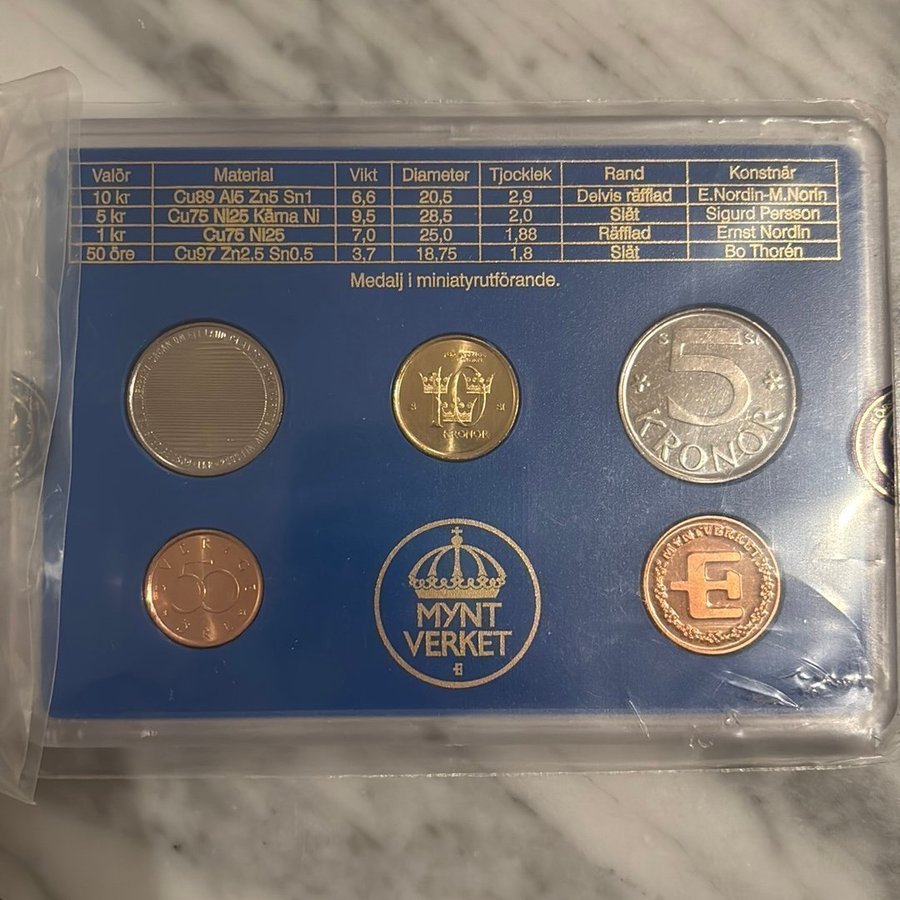 Valör Material Vikt Diameter Tjocklek Rand Konstnär
10 kr Cu89 Al5 Zn5 Sn1 6,6 20,5 2,9 Delvis räfflad E.Nordin-M.Norin
5 kr Cu75 Ni25 Kärna Ni 9,5 28,5 2,0 Slät Sigurd Persson
1 kr Cu75 Ni25 7,0 25,0 1,88 Räfflad Ernst Nordin
50 öre Cu97 Zn2,5 Sn0,5 3,7 18,75 1,8 Slät Bo Thorén
Medalj i miniatyrutförande.
10
KRONOR
S SI
5
KRONOR
SVERIGE
50
ÖRE
MYNT
VERKET
E
MYNTVERKET
E